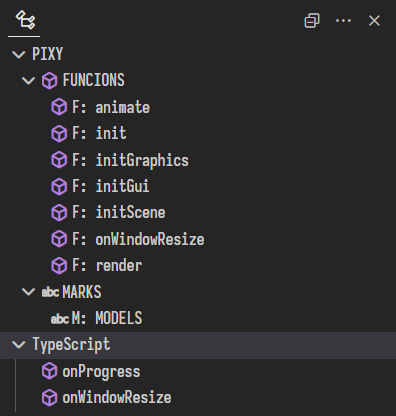 PIXY
FUNCIONS
F: animate
F: init
F: initGraphics
F: initGui
F: initScene
F: onWindowResize
F: render
abc MARKS
abc M: MODELS
TypeScript
onProgress
onWindowResize